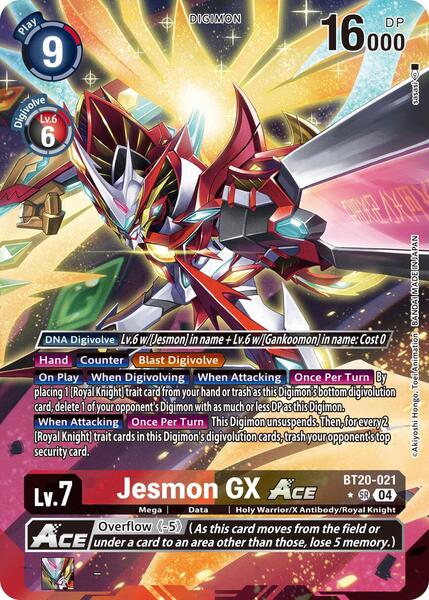 DIGIMON
Play
9
16000
DP
Digivolve
Lv.6
6
sasasi
©Akiyoshi Hongo, Toei Animation BANDAI MADE IN JAPAN
DNA Digivolve Lv.6 w/[Jesmon] in name + Lv.6 w/[Gankoomon] in name: Cost 0
Hand Counter Blast Digivolve
On Play When Digivolving When Attacking Once Per Turn By
placing 1 [Royal Knight] trait card from your hand or trash as this Digimon's bottom digivolution
card, delete 1 of your opponent's Digimon with as much or less DP as this Digimon.
When Attacking Once Per Turn This Digimon unsuspends. Then, for every 2
[Royal Knight] trait cards in this Digimon's digivolution cards, trash your opponent's top
security card.
Lv.7
Jesmon GX ACE
BT20-021
SR 04
Mega Data Holy Warrior/X Antibody/Royal Knight
ACE Overflow《-5》(As this card moves from the field or
under a card to an area other than those, lose 5 memory.)
-